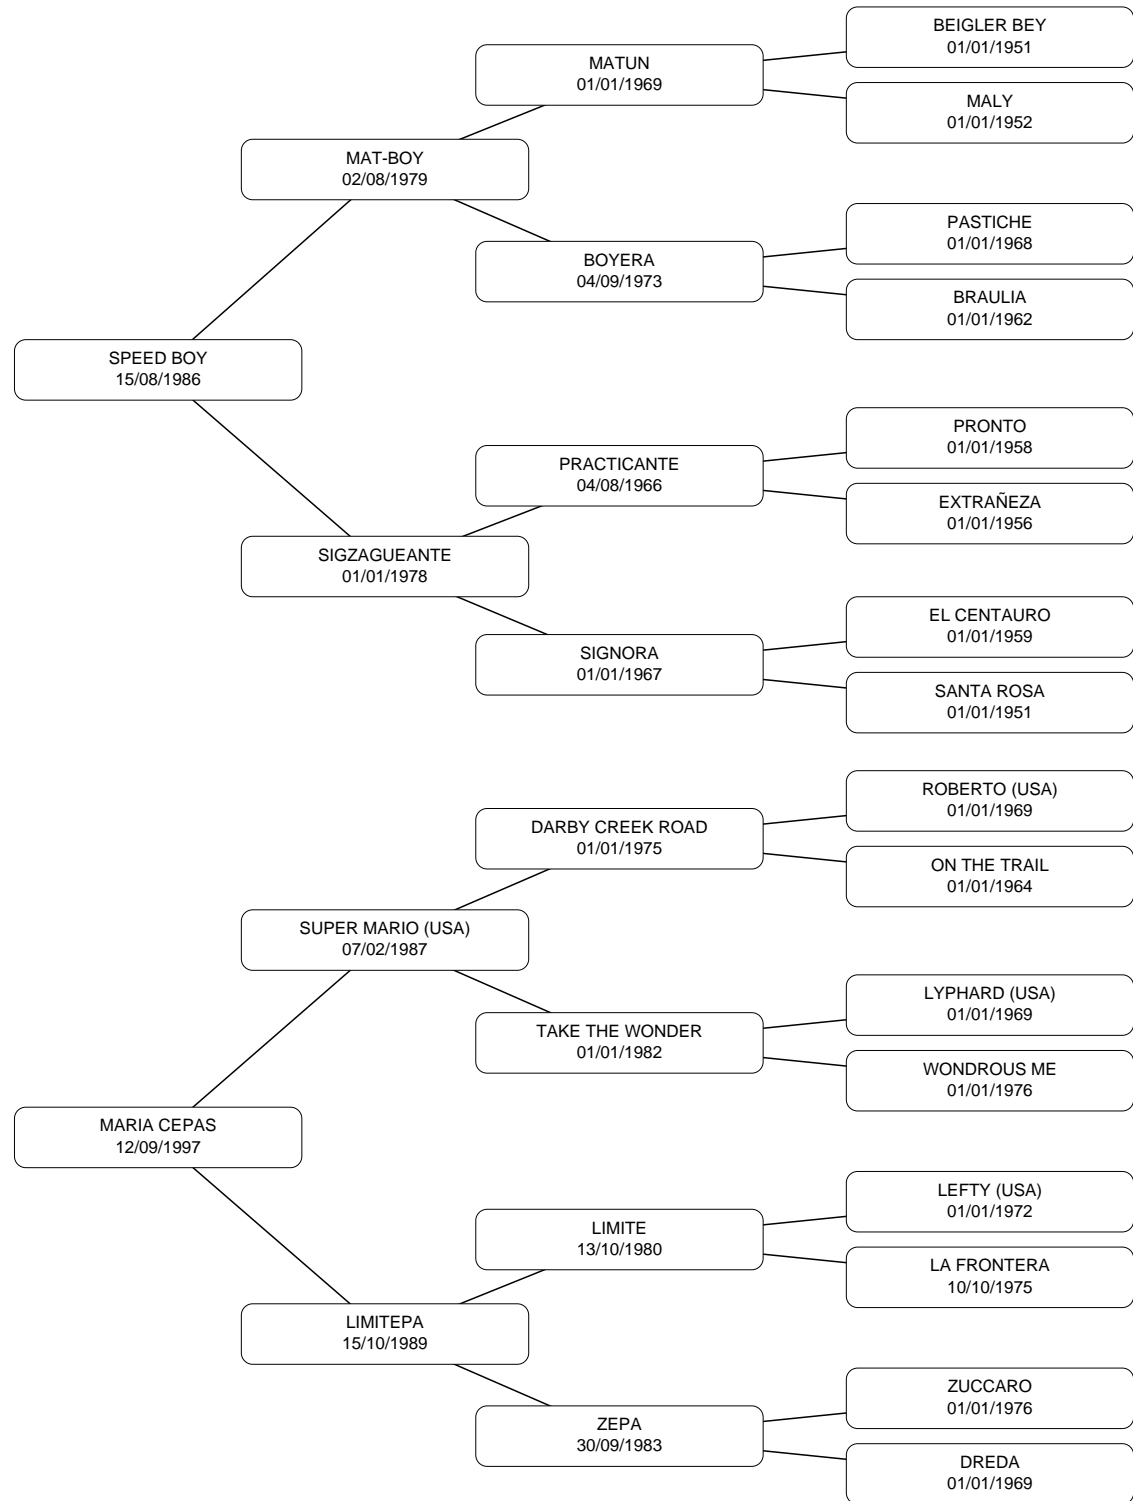 BEIGLER BEY
01/01/1951
MATUN
01/01/1969
MALY
01/01/1952
MAT-BOY
02/08/1979
PASTICHE
01/01/1968
BOYERA
04/09/1973
BRAULIA
01/01/1962
SPEED BOY
15/08/1986
PRONTO
01/01/1958
PRACTICANTE
04/08/1966
EXTRAÑEZA
01/01/1956
SIGZAGUEANTE
01/01/1978
EL CENTAURO
01/01/1959
SIGNORA
01/01/1967
SANTA ROSA
01/01/1951
ROBERTO (USA)
01/01/1969
DARBY CREEK ROAD
01/01/1975
ON THE TRAIL
01/01/1964
SUPER MARIO (USA)
07/02/1987
LYPHARD (USA)
01/01/1969
TAKE THE WONDER
01/01/1982
WONDROUS ME
01/01/1976
MARIA CEPAS
12/09/1997
LEFTY (USA)
01/01/1972
LIMITE
13/10/1980
LA FRONTERA
10/10/1975
LIMITEPA
15/10/1989
ZUCCARO
01/01/1976
ZEPA
30/09/1983
DREDA
01/01/1969